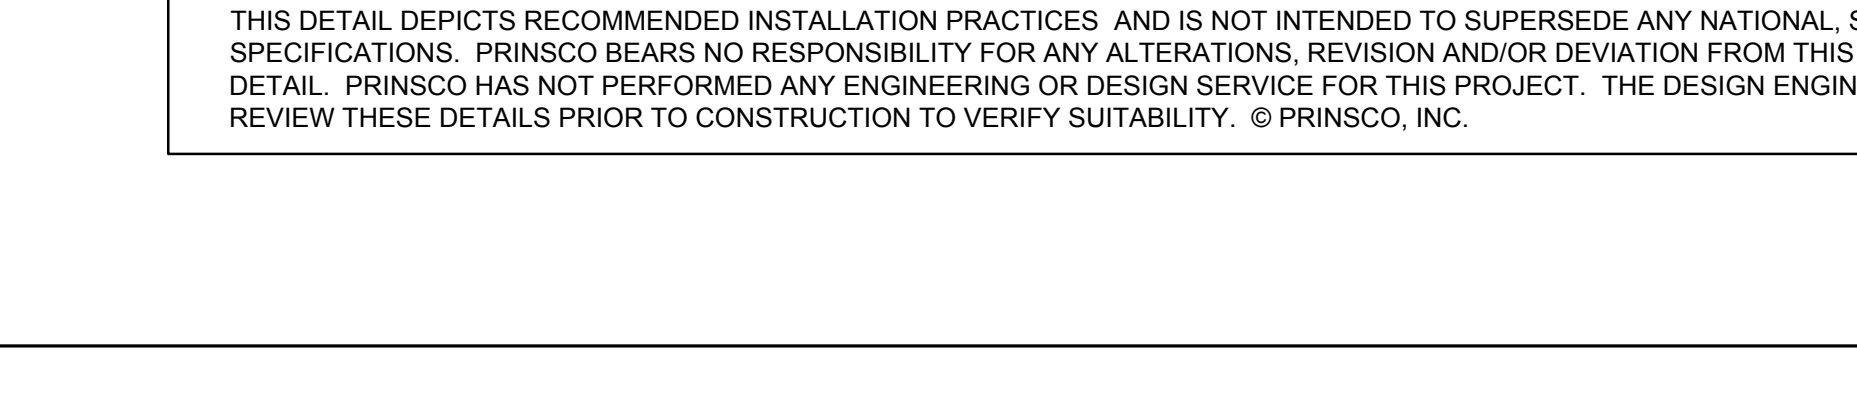 THIS DETAIL DEPICTS RECOMMENDED INSTALLATION PRACTICES  AND IS NOT INTENDED TO SUPERSEDE ANY NATIONAL,
SPECIFICATIONS.  PRINSCO BEARS NO RESPONSIBILITY FOR ANY ALTERATIONS, REVISION AND/OR DEVIATION FROM THIS
DETAIL.  PRINSCO HAS NOT PERFORMED ANY ENGINEERING OR DESIGN SERVICE FOR THIS PROJECT.  THE DESIGN ENGIN
REVIEW THESE DETAILS PRIOR TO CONSTRUCTION TO VERIFY SUITABILITY.  © PRINSCO, INC.